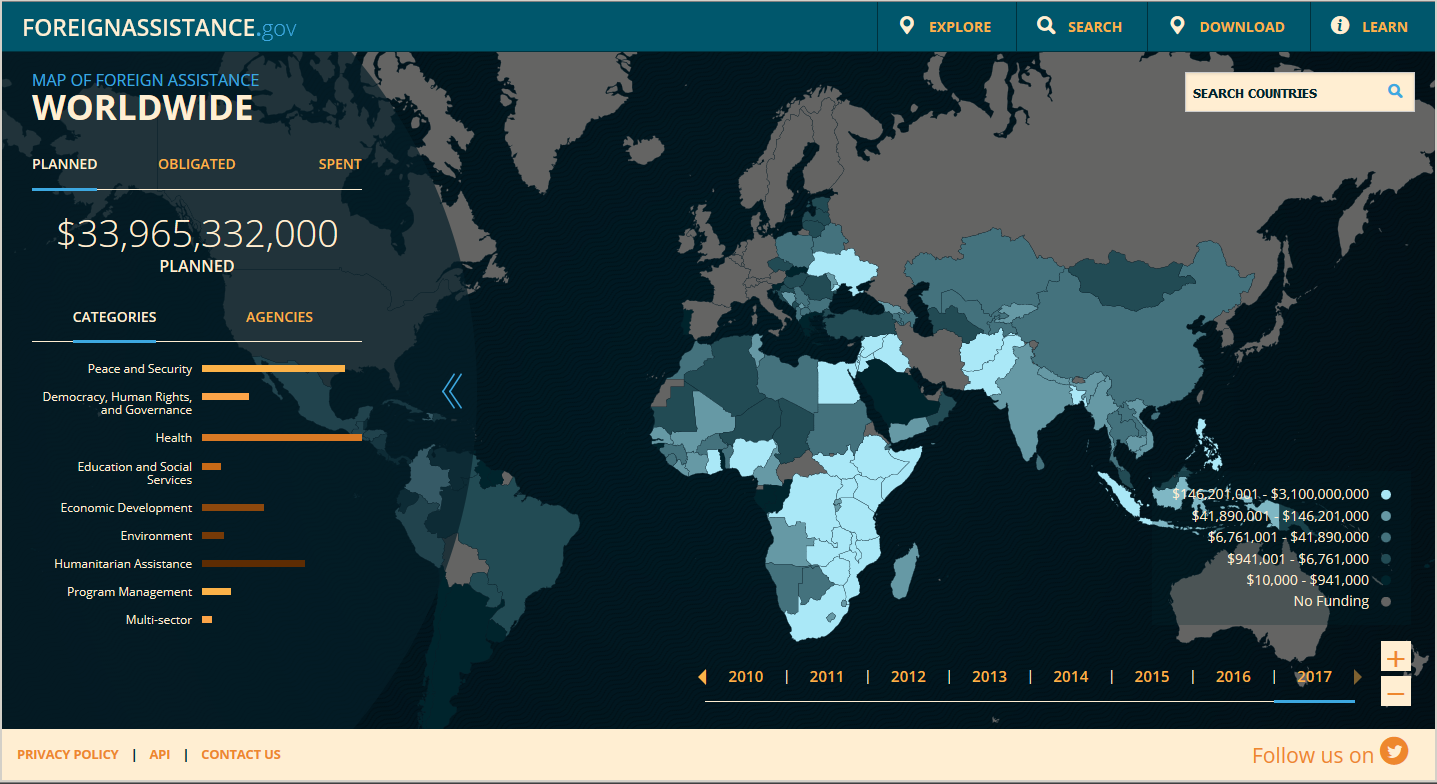 FOREIGNASSISTANCE.gov
EXPLORE
SEARCH
DOWNLOAD
LEARN
MAP OF FOREIGN ASSISTANCE
WORLDWIDE
SEARCH COUNTRIES
PLANNED OBLIGATED SPENT
$33,965,332,000
PLANNED
CATEGORIES AGENCIES
Peace and Security
Democracy, Human Rights,
and Governance
Health
Education and Social
Services
Economic Development
Environment
Humanitarian Assistance
Program Management
Multi-sector
$146,201,001 - $3,100,000,000
$41,890,001 - $146,201,000
$6,761,001 - $41,890,000
$941,001 - $6,761,000
$10,000 - $941,000
No Funding
2010 | 2011 | 2012 | 2013 | 2014 | 2015 | 2016 | 2017
+
−
PRIVACY POLICY | API | CONTACT US
Follow us on